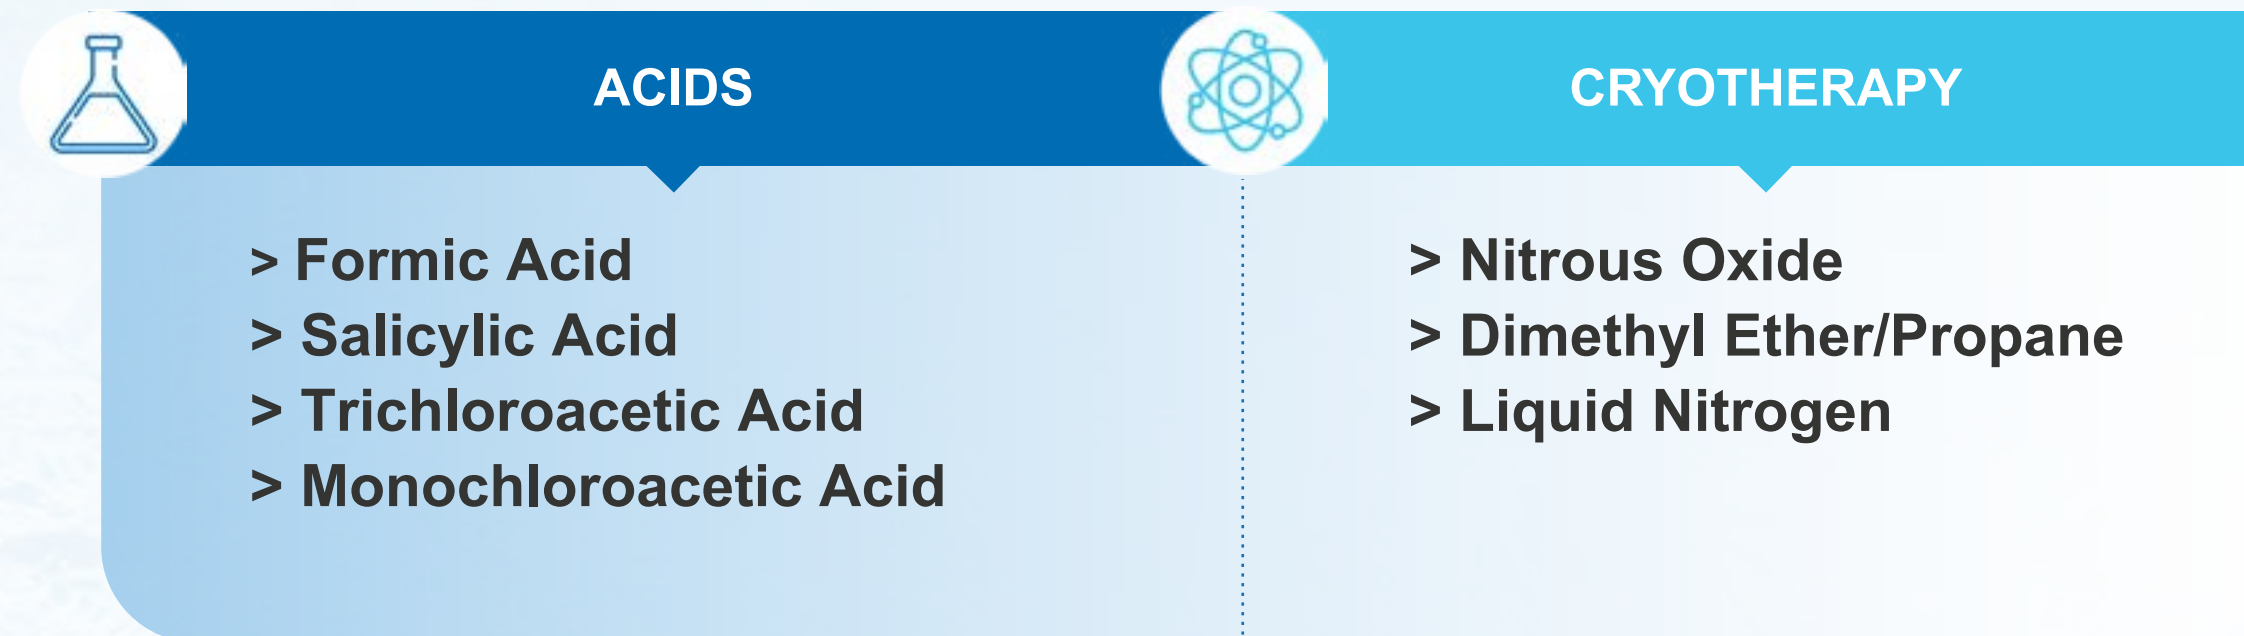 ACIDS
> Formic Acid
> Salicylic Acid
> Trichloroacetic Acid
> Monochloroacetic Acid
CRYOTHERAPY
> Nitrous Oxide
> Dimethyl Ether/Propane
> Liquid Nitrogen